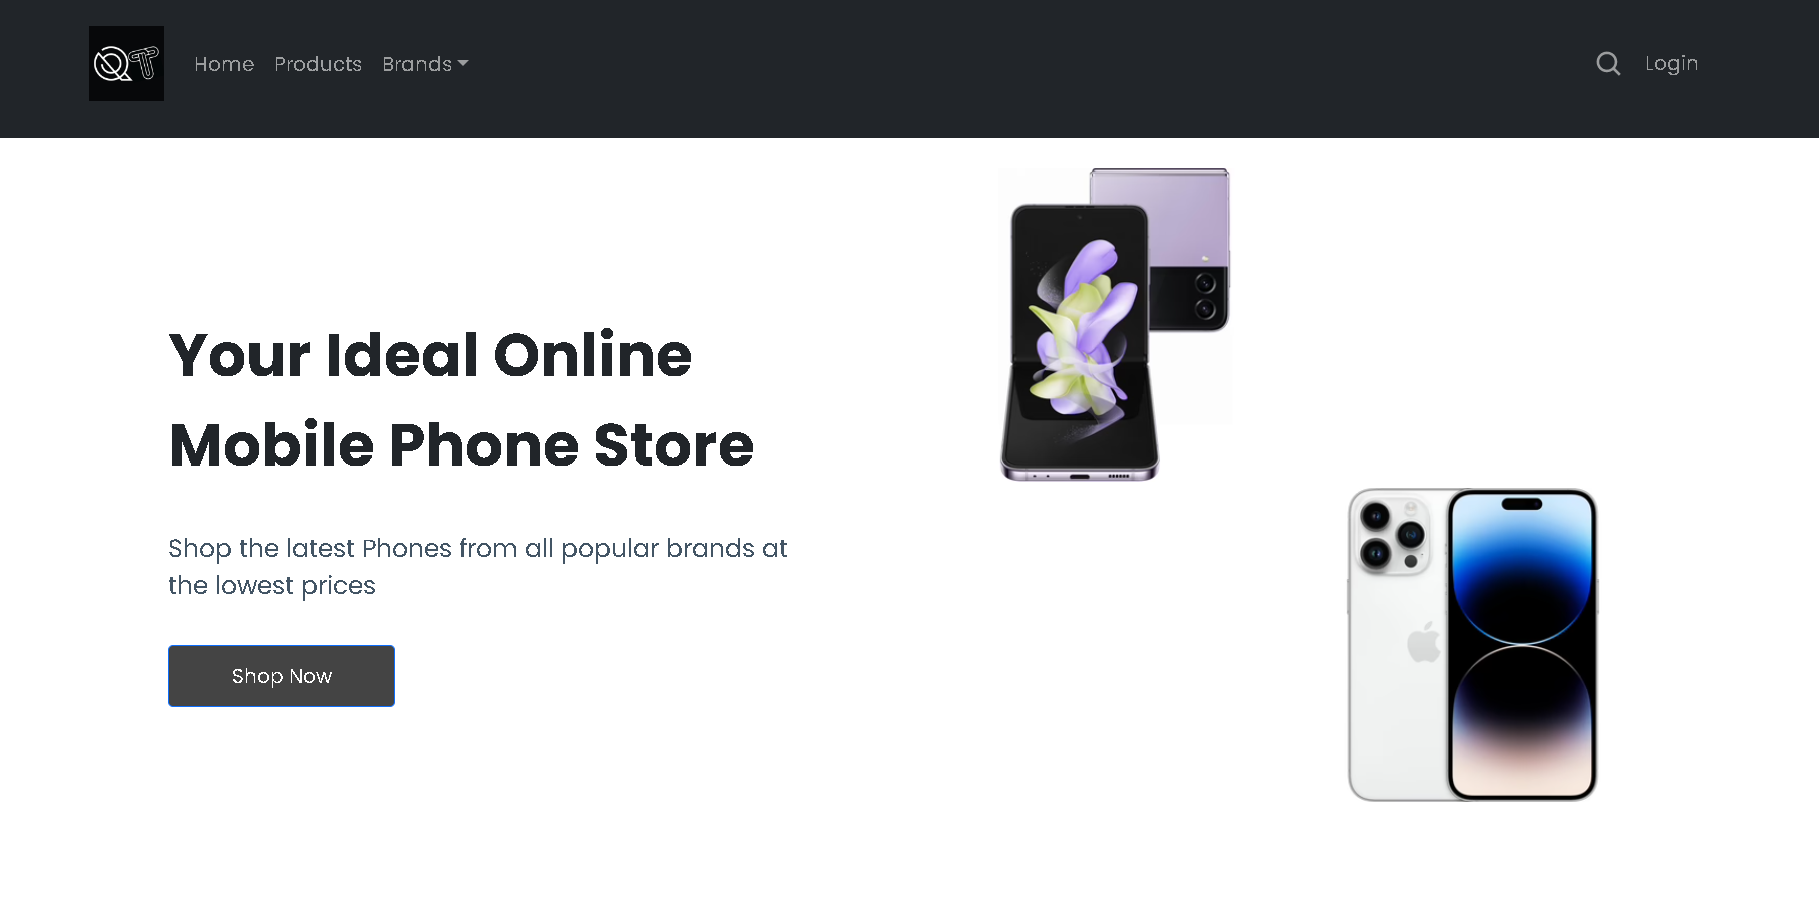 QT
Home Products Brands
Login
Your Ideal Online
Mobile Phone Store
Shop the latest Phones from all popular brands at
the lowest prices
Shop Now